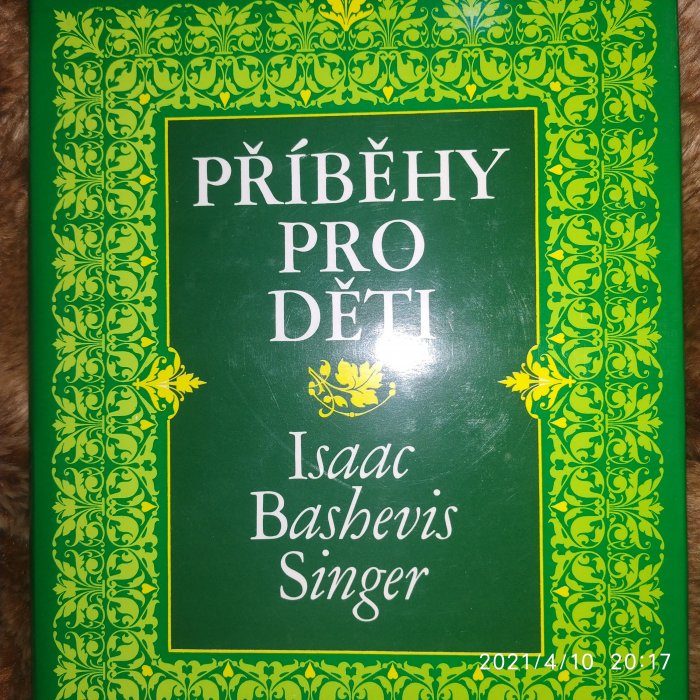 PŘÍBĚHY
PRO
DĚTI
Isaac
Bashevis
Singer
2021/4/10 20:17